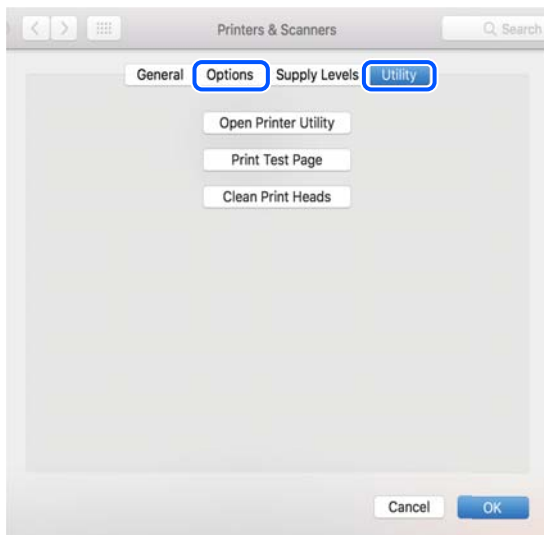 Printers & Scanners Search
General Options Supply Levels Utility
Open Printer Utility
Print Test Page
Clean Print Heads
Cancel OK